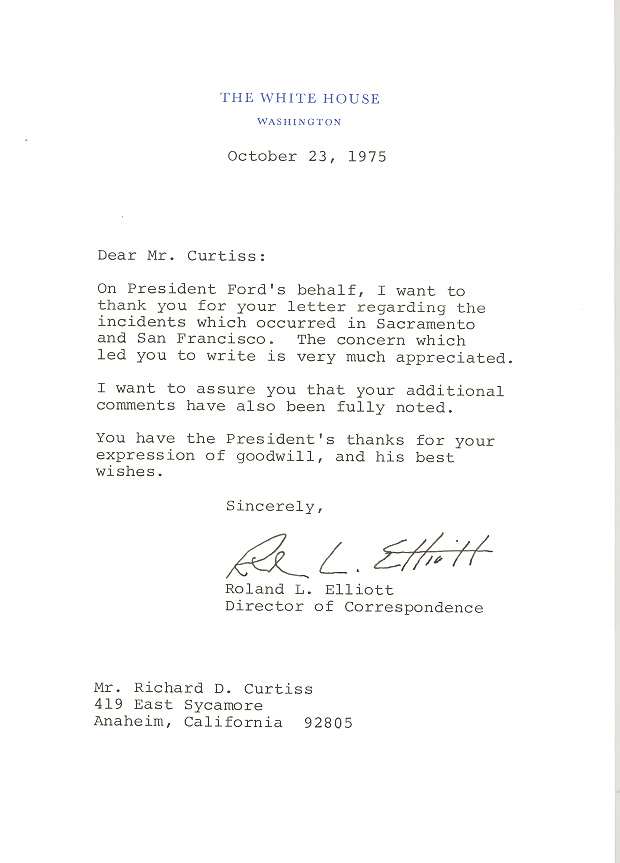 THE WHITE HOUSE
WASHINGTON
October 23, 1975
Dear Mr. Curtiss:
On President Ford's behalf, I want to
thank you for your letter regarding the
incidents which occurred in Sacramento
and San Francisco. The concern which
led you to write is very much appreciated.
I want to assure you that your additional
comments have also been fully noted.
You have the President's thanks for your
expression of goodwill, and his best
wishes.
Sincerely,
Roland L. Elliott
Roland L. Elliott
Director of Correspondence
Mr. Richard D. Curtiss
419 East Sycamore
Anaheim, California 92805